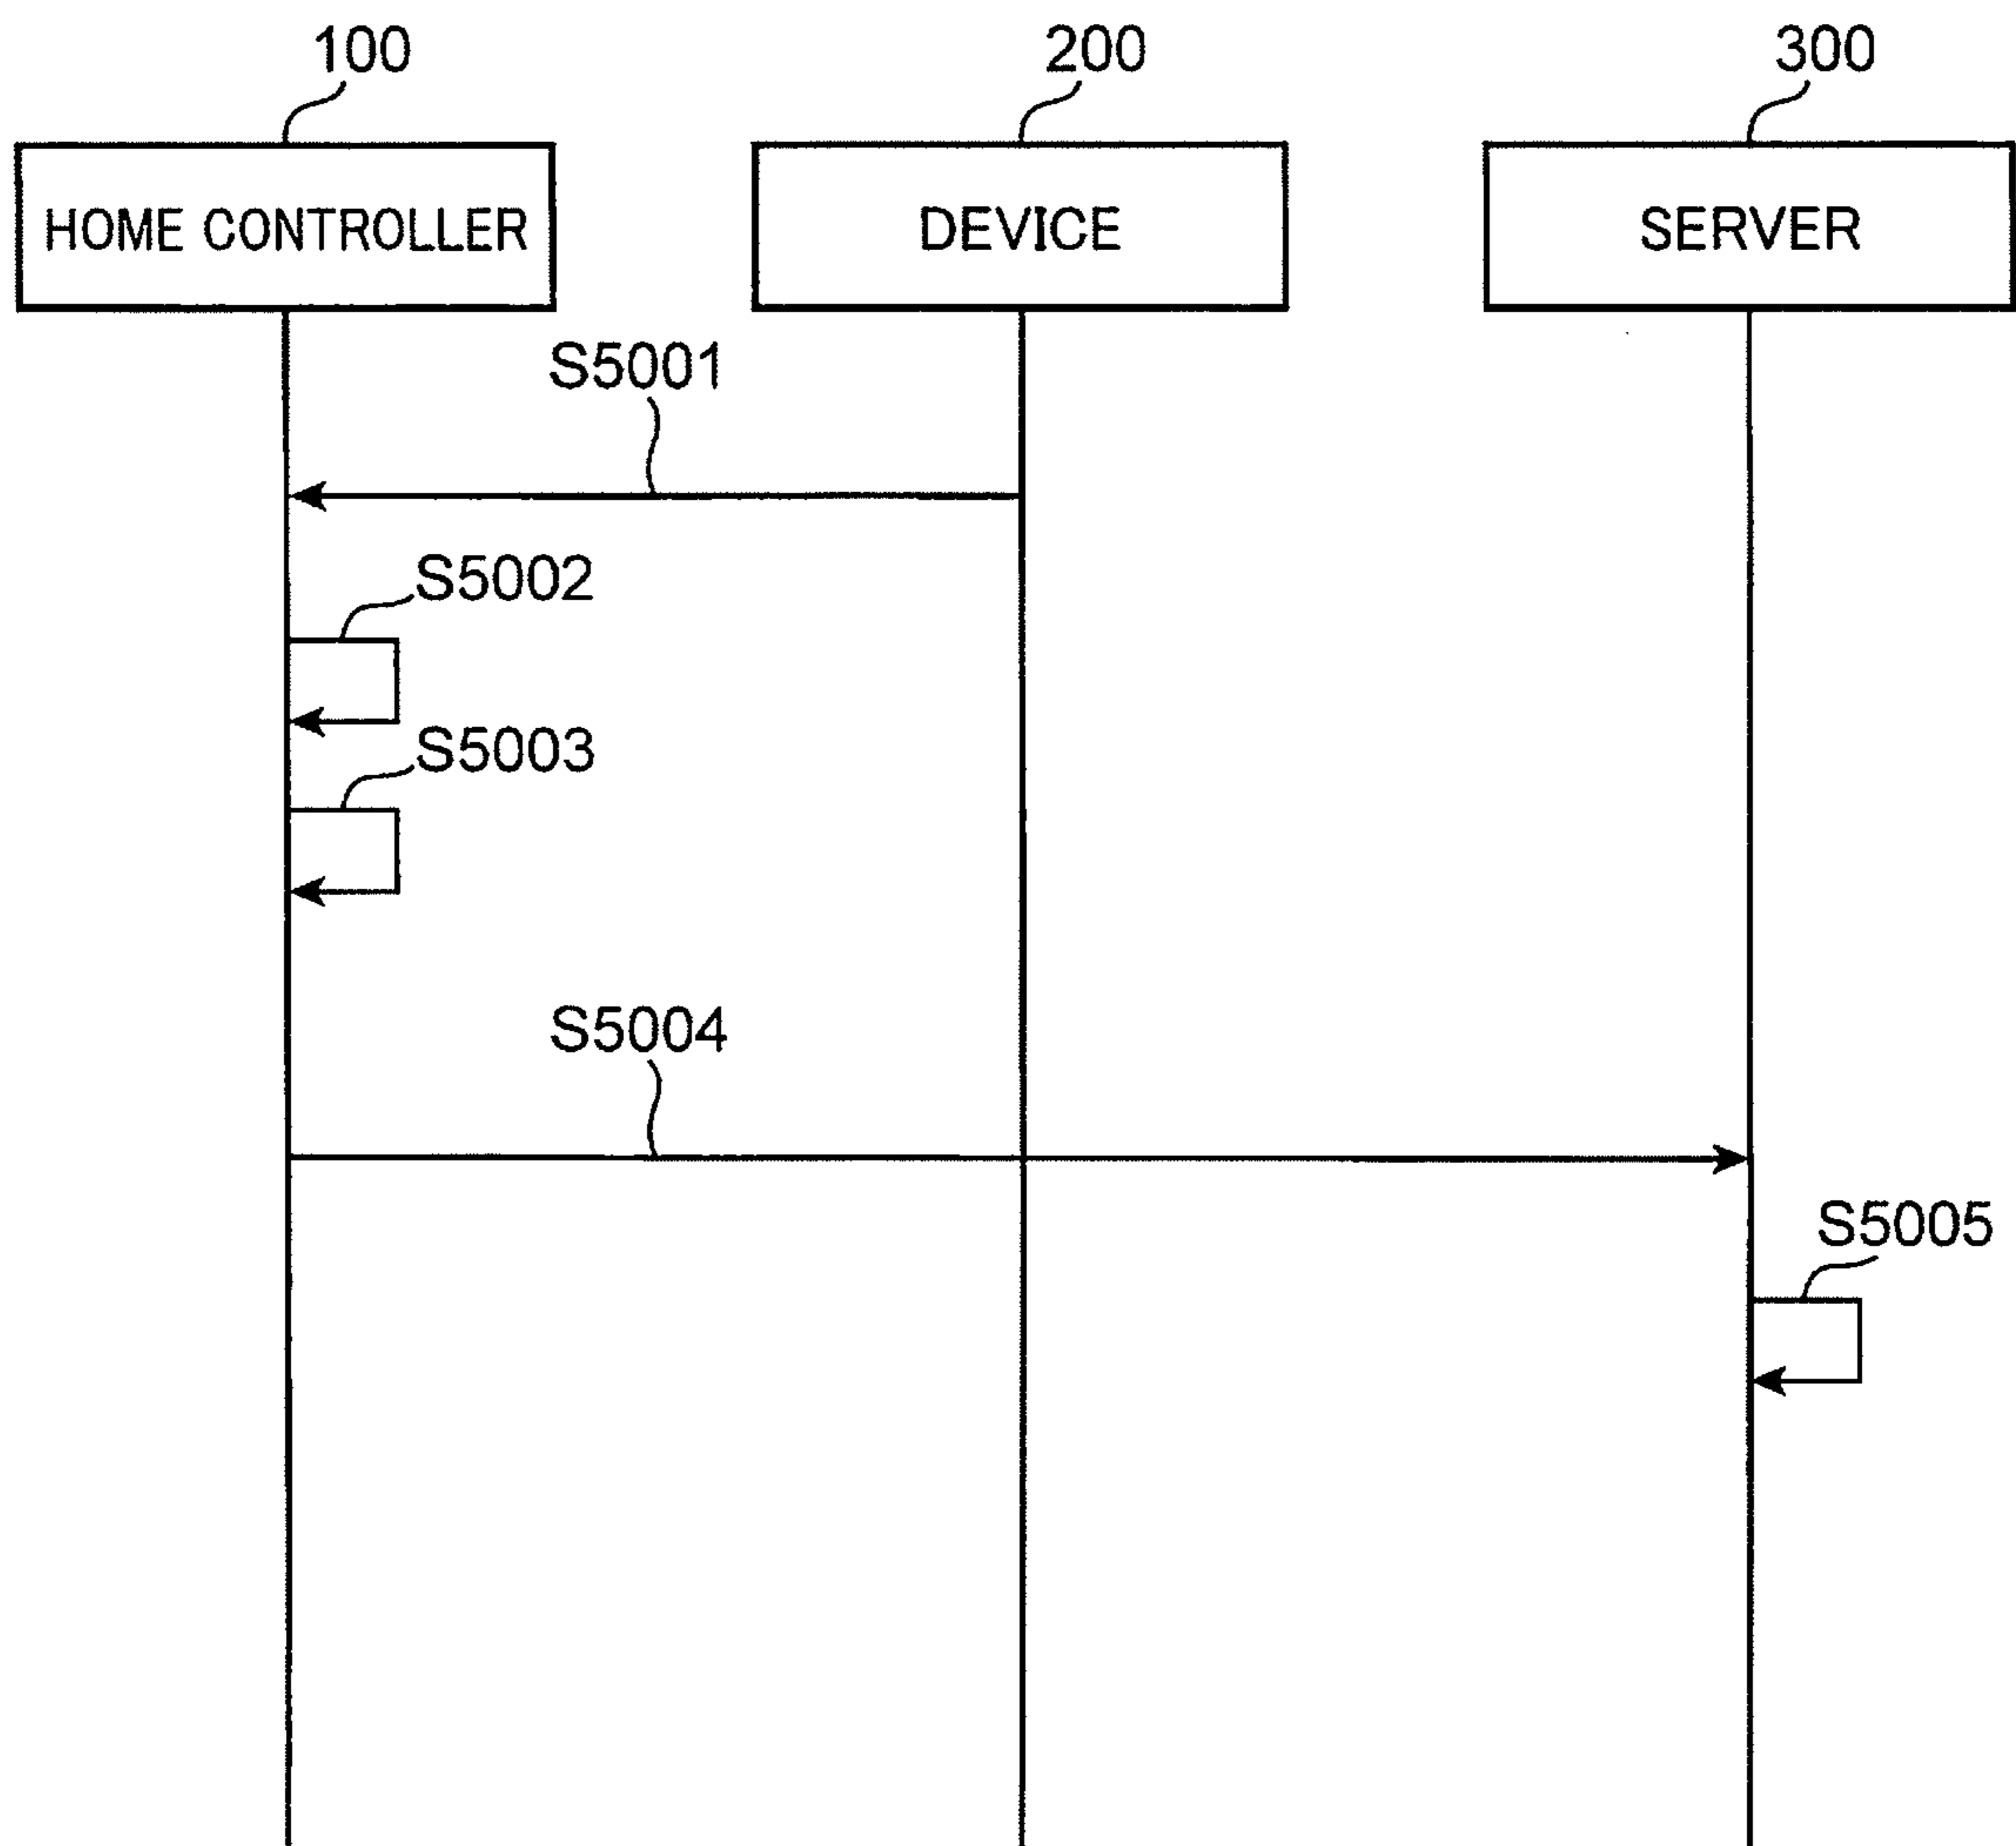 100
200
300
HOME CONTROLLER
DEVICE
SERVER
S5001
S5002
S5003
S5004
S5005